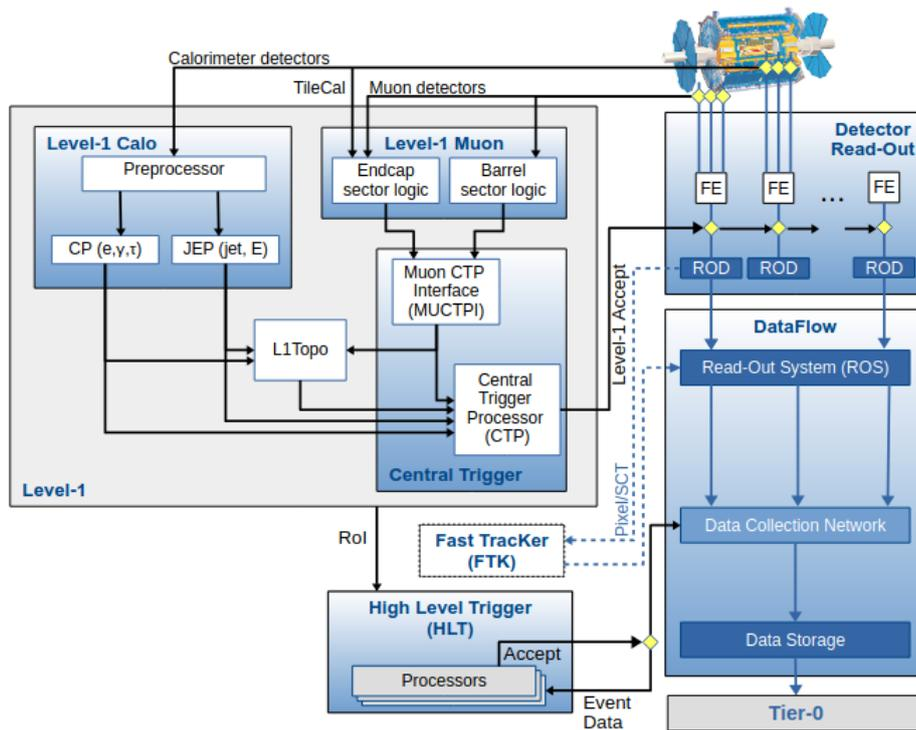 Calorimeter detectors
TileCal
Muon detectors
Level-1 Calo
Preprocessor
CP (e,γ,τ)
JEP (jet, E)
Level-1 Muon
Endcap
sector logic
Barrel
sector logic
Muon CTP
Interface
(MUCTPI)
L1Topo
Central
Trigger
Processor
(CTP)
Central Trigger
Level-1
Level-1 Accept
Detector
Read-Out
FE
FE
...
FE
ROD
ROD
ROD
DataFlow
Read-Out System (ROS)
Pixel/SCT
Data Collection Network
Data Storage
Tier-0
RoI
Fast TracKer
(FTK)
High Level Trigger
(HLT)
Accept
Processors
Event
Data